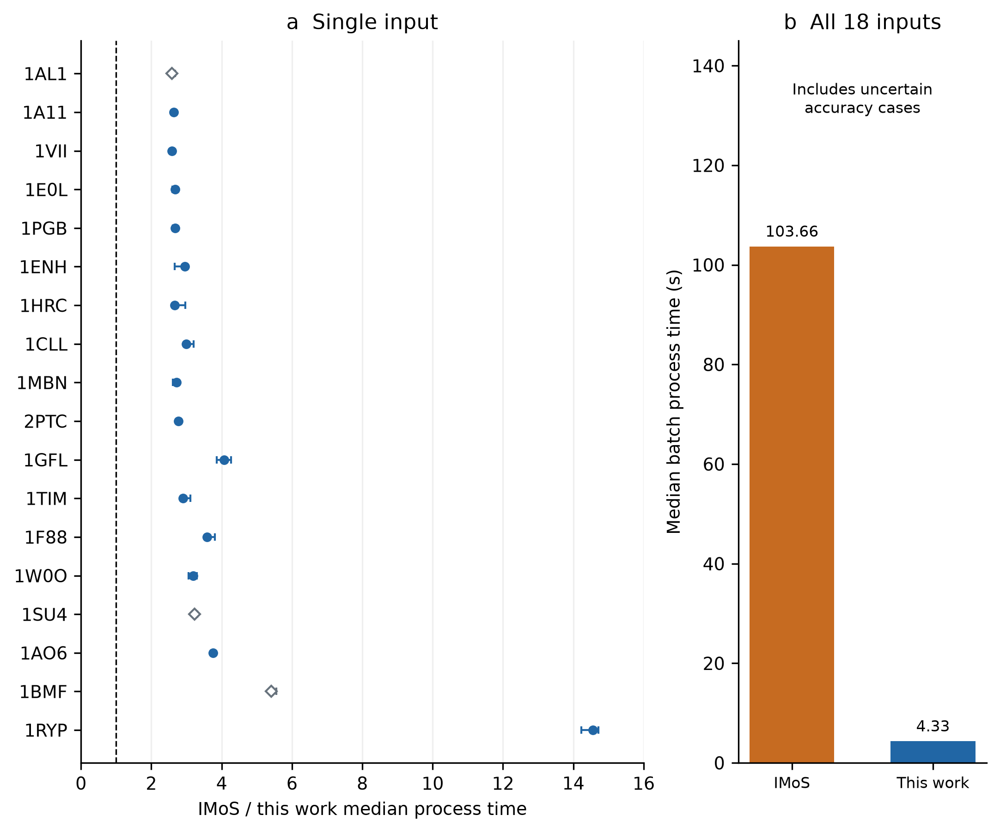 a Single input
1AL1
1A11
1VII
1E0L
1PGB
1ENH
1HRC
1CLL
1MBN
2PTC
1GFL
1TIM
1F88
1W0O
1SU4
1AO6
1BMF
1RYP
0 2 4 6 8 10 12 14 16
IMoS / this work median process time
b All 18 inputs
Median batch process time (s)
140
120
100
80
60
40
20
0
Includes uncertain
accuracy cases
103.66
4.33
IMoS This work